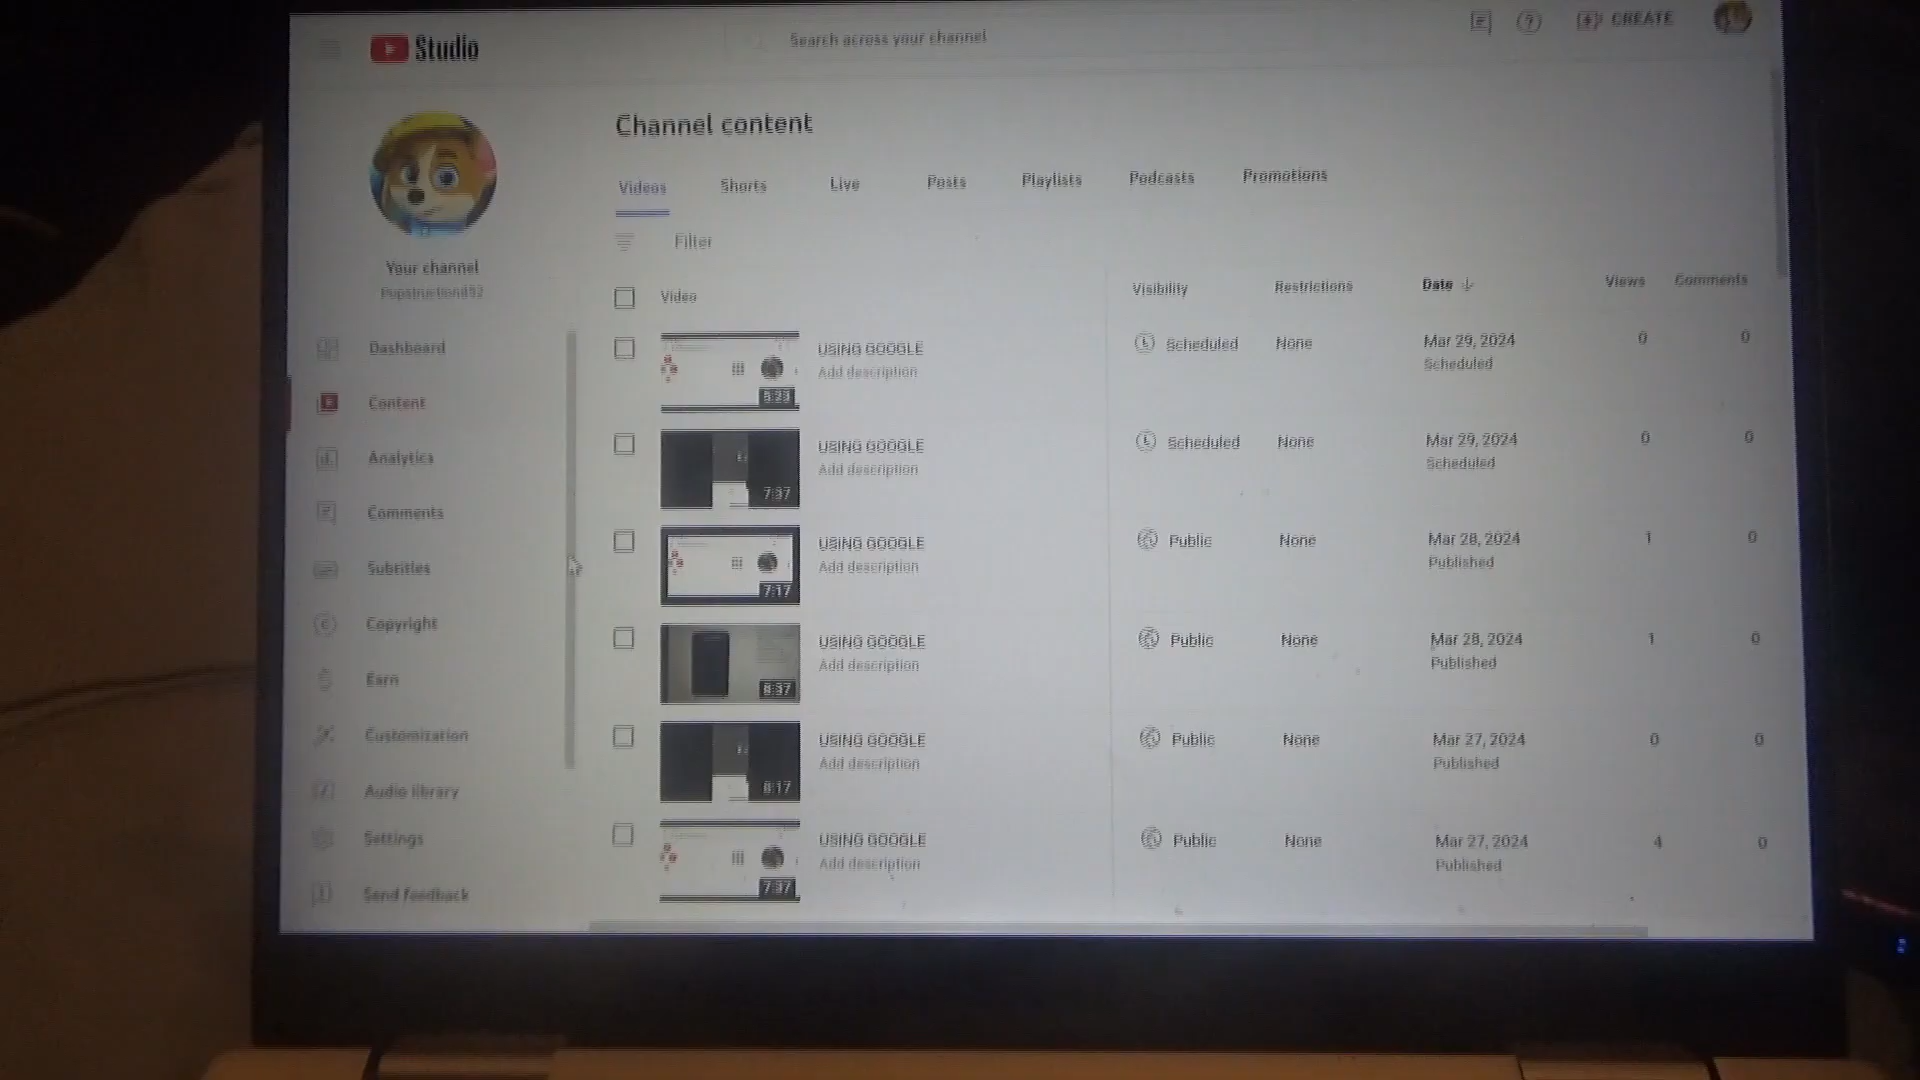 Studio
Search across your channel
CREATE
Channel content
Videos Shorts Live Posts Playlists Podcasts Promotions
Filter
Your channel
Video Visibility Restrictions Date Views Comments
Dashboard
Content
Analytics
Comments
Subtitles
Copyright
Earn
Customization
Audio library
Settings
Send feedback
USING GOOGLE Scheduled None Mar 29, 2024 0 0
Add description Scheduled
5:23
USING GOOGLE Scheduled None Mar 29, 2024 0 0
Add description Scheduled
7:37
USING GOOGLE Public None Mar 28, 2024 1 0
Add description Published
7:17
USING GOOGLE Public None Mar 28, 2024 1 0
Add description Published
8:37
USING GOOGLE Public None Mar 27, 2024 0 0
Add description Published
USING GOOGLE Public None Mar 27, 2024 4 0
Add description Published
7:37